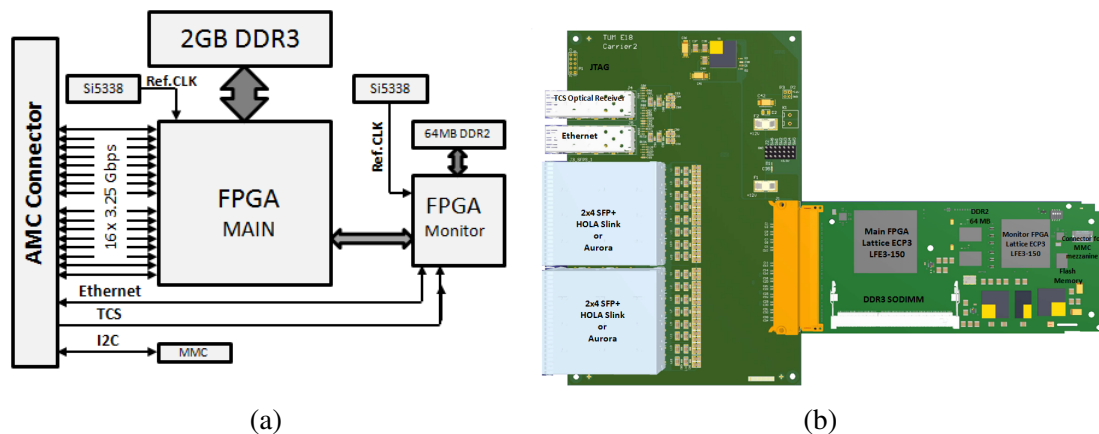 2GB DDR3
Si5338
Ref.CLK
Si5338
64MB DDR2
Ref.CLK
AMC Connector
16 x 3.25 Gbps
FPGA
MAIN
FPGA
Monitor
Ethernet
TCS
I2C
MMC
(a)
TUM E18
Carrier2
JTAG
TCS Optical Receiver
Ethernet
2x4 SFP+
HOLA Slink
or
Aurora
2x4 SFP+
HOLA Slink
or
Aurora
Main FPGA
Lattice ECP3
LFE3-150
DDR2
64 MB
Monitor FPGA
Lattice ECP3
LFE3-150
Connector for
MMC
mezzanine
Flash
Memory
DDR3 SODIMM
(b)